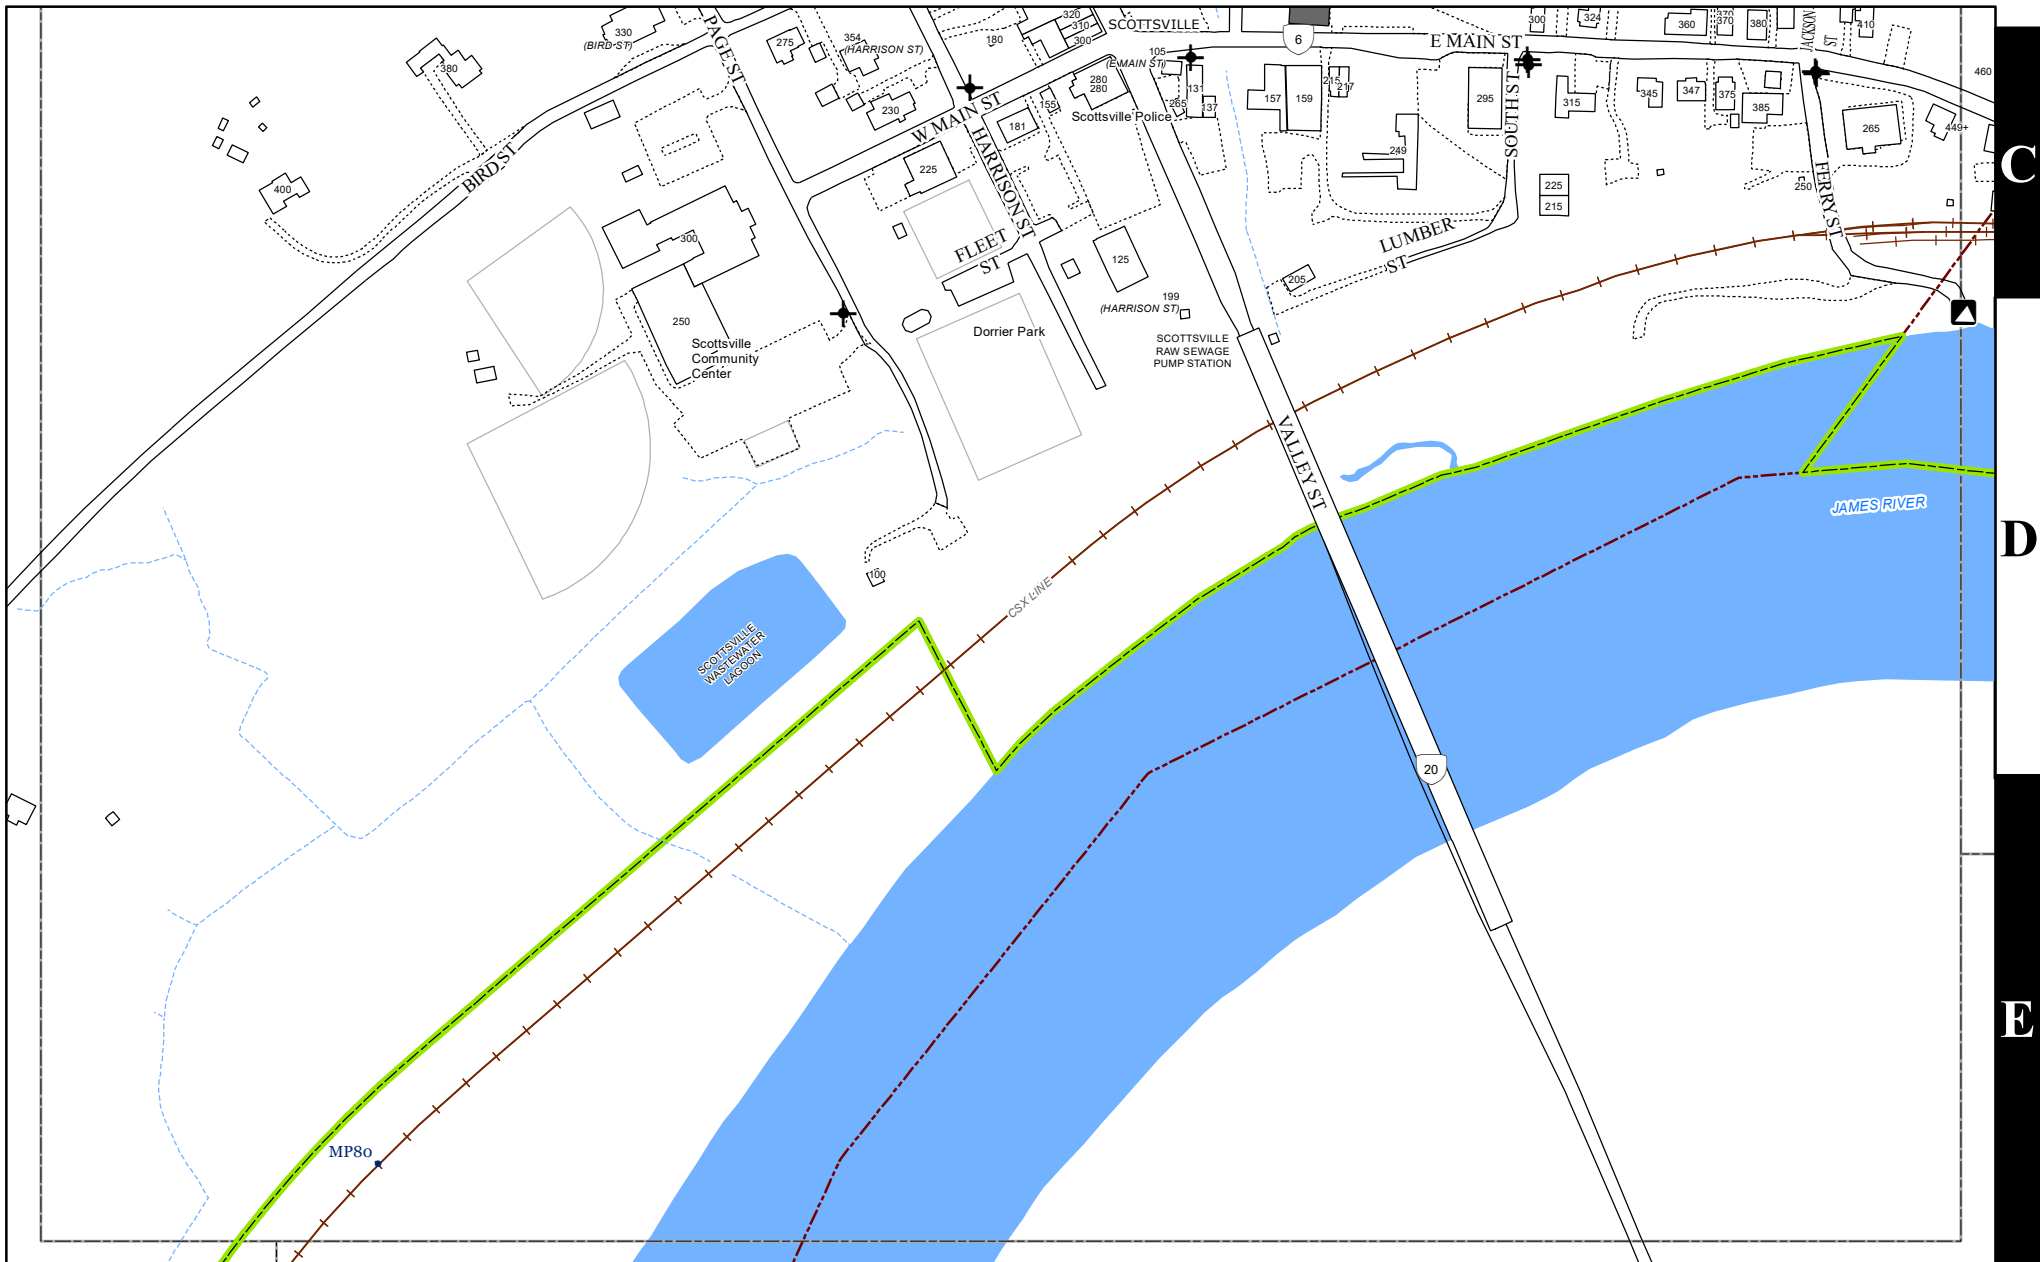 320
310
300
SCOTTSVILLE
300
324
360
370
370
380
410
330
(BIRD ST)
PAGE ST
275
354
(HARRISON ST)
180
6
E MAIN ST
JACKSON
ST
105
(E MAIN ST)
380
280
280
460
230
W MAIN ST
155
265
131
137
157
159
215
217
295
SOUTH ST
315
345
347
375
385
265
449+
Scottsville Police
181
HARRISON ST
BIRD ST
225
249
C
400
225
215
250
FERRY ST
300
FLEET
ST
125
LUMBER
ST
205
199
(HARRISON ST)
250
Scottsville
Community
Center
Dorrier Park
SCOTTSVILLE
RAW SEWAGE
PUMP STATION
VALLEY ST
JAMES RIVER
D
100
CSX LINE
SCOTTSVILLE
WASTEWATER
LAGOON
20
E
MP80